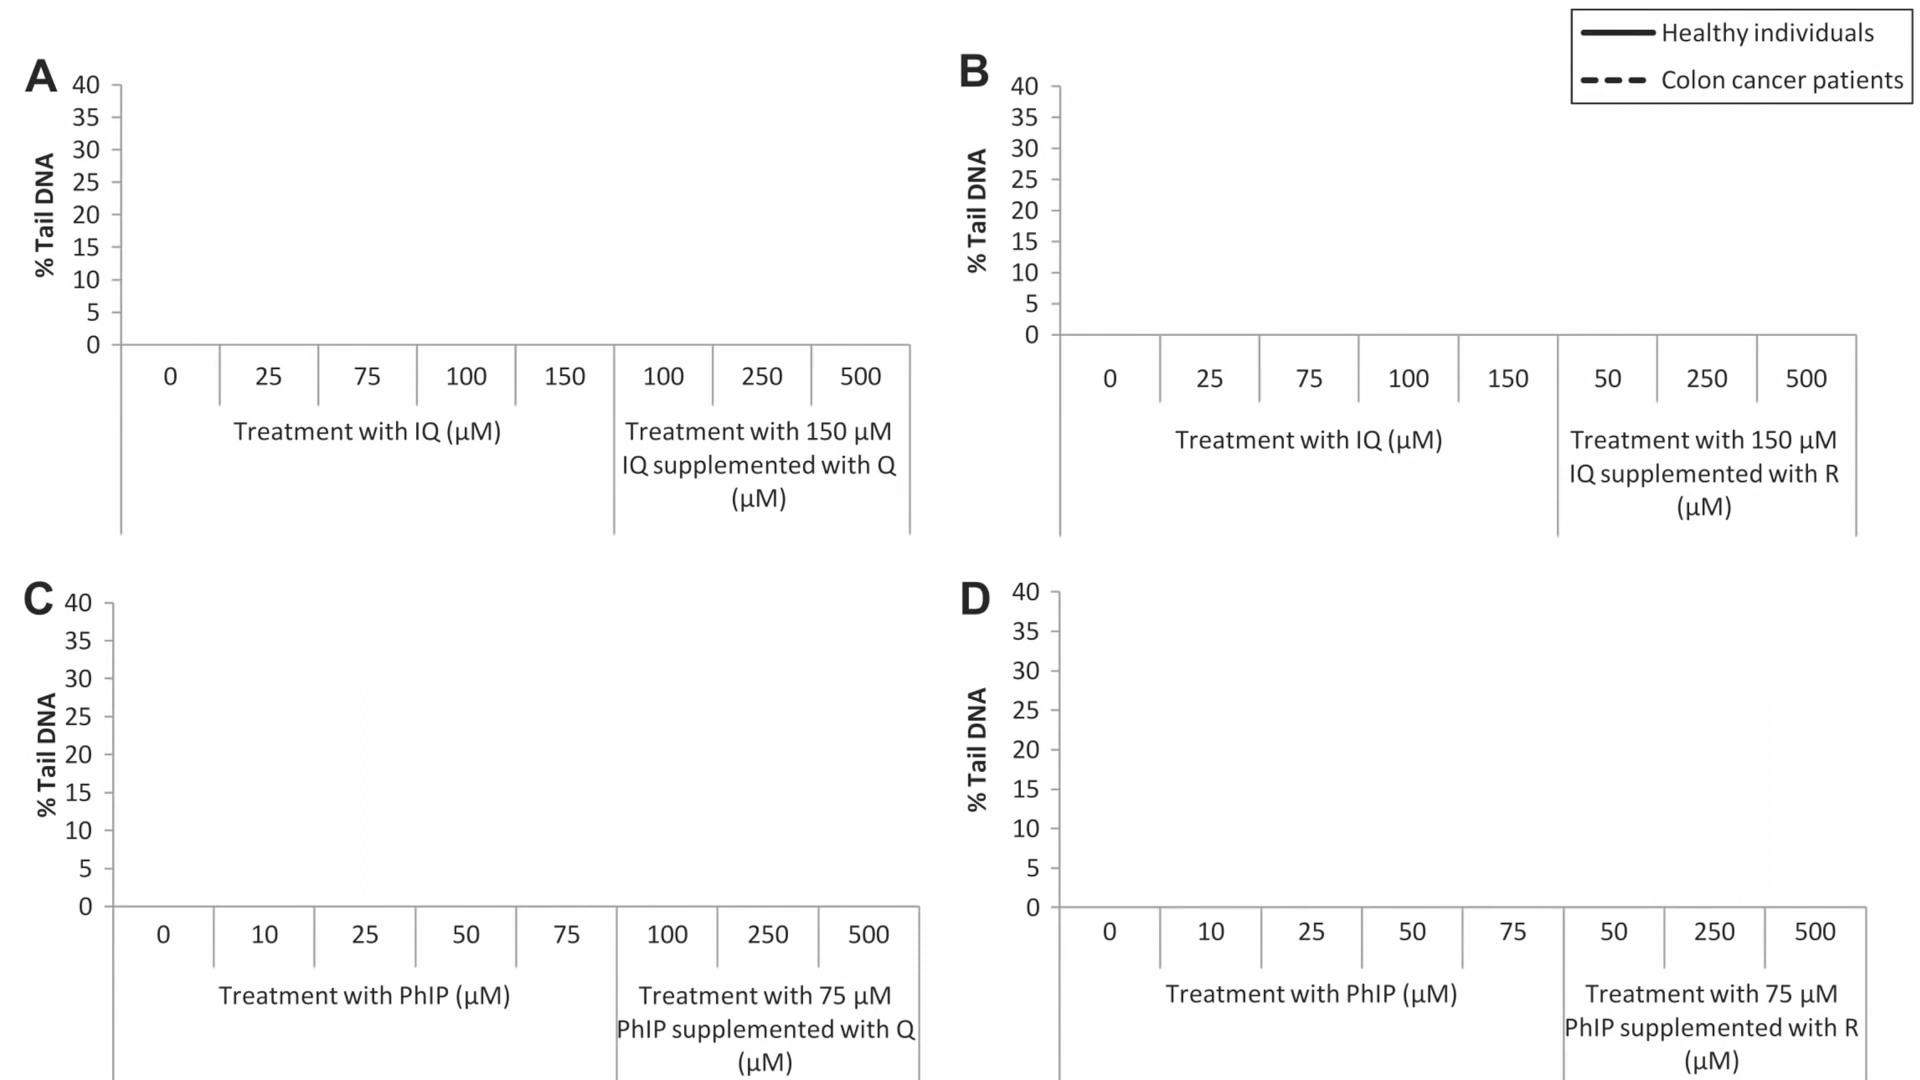 Healthy individuals
Colon cancer patients
A
% Tail DNA
40
35
30
25
20
15
10
5
0
0 25 75 100 150 100 250 500
Treatment with IQ (µM)
Treatment with 150 µM
IQ supplemented with Q
(µM)
B
% Tail DNA
40
35
30
25
20
15
10
5
0
0 25 75 100 150 50 250 500
Treatment with IQ (µM)
Treatment with 150 µM
IQ supplemented with R
(µM)
C
% Tail DNA
40
35
30
25
20
15
10
5
0
0 10 25 50 75 100 250 500
Treatment with PhIP (µM)
Treatment with 75 µM
PhIP supplemented with Q
(µM)
D
% Tail DNA
40
35
30
25
20
15
10
5
0
0 10 25 50 75 50 250 500
Treatment with PhIP (µM)
Treatment with 75 µM
PhIP supplemented with R
(µM)